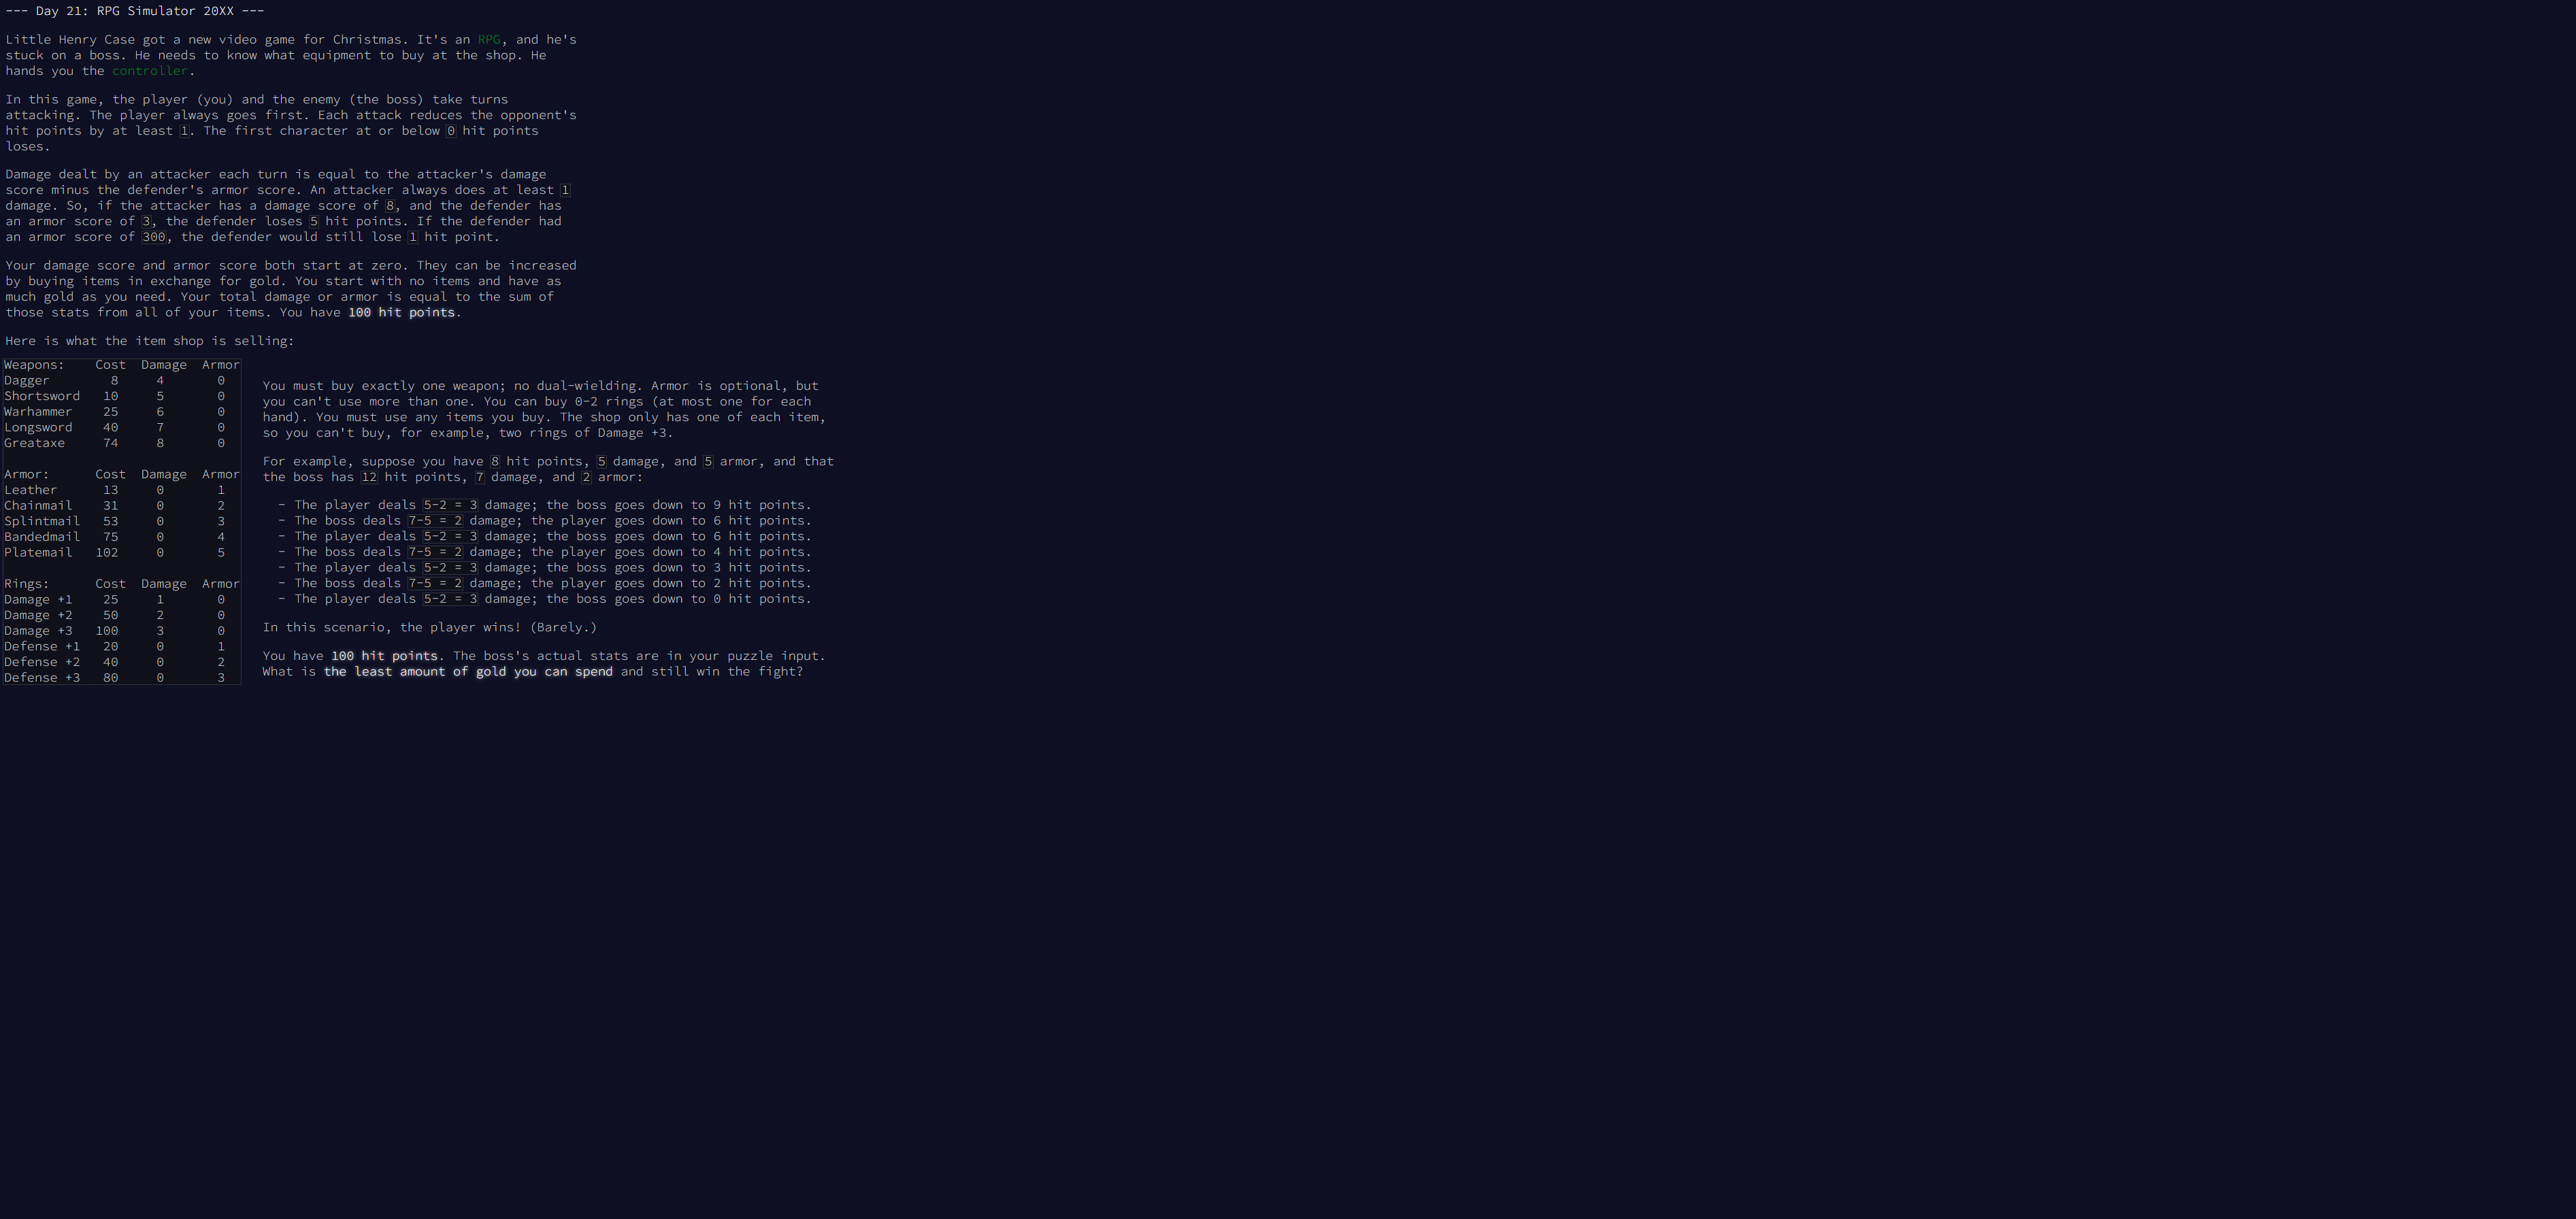 --- Day 21: RPG Simulator 20XX ---
Little Henry Case got a new video game for Christmas. It's an RPG, and he's
stuck on a boss. He needs to know what equipment to buy at the shop. He
hands you the controller.
In this game, the player (you) and the enemy (the boss) take turns
attacking. The player always goes first. Each attack reduces the opponent's
hit points by at least 1. The first character at or below 0 hit points
loses.
Damage dealt by an attacker each turn is equal to the attacker's damage
score minus the defender's armor score. An attacker always does at least 1
damage. So, if the attacker has a damage score of 8, and the defender has
an armor score of 3, the defender loses 5 hit points. If the defender had
an armor score of 300, the defender would still lose 1 hit point.
Your damage score and armor score both start at zero. They can be increased
by buying items in exchange for gold. You start with no items and have as
much gold as you need. Your total damage or armor is equal to the sum of
those stats from all of your items. You have 100 hit points.
Here is what the item shop is selling:
Weapons:    Cost  Damage  Armor
Dagger        8     4       0
Shortsword   10     5       0
Warhammer    25     6       0
Longsword    40     7       0
Greataxe     74     8       0
Armor:      Cost  Damage  Armor
Leather      13     0       1
Chainmail    31     0       2
Splintmail   53     0       3
Bandedmail   75     0       4
Platemail   102     0       5
Rings:      Cost  Damage  Armor
Damage +1    25     1       0
Damage +2    50     2       0
Damage +3   100     3       0
Defense +1   20     0       1
Defense +2   40     0       2
Defense +3   80     0       3
You must buy exactly one weapon; no dual-wielding. Armor is optional, but
you can't use more than one. You can buy 0-2 rings (at most one for each
hand). You must use any items you buy. The shop only has one of each item,
so you can't buy, for example, two rings of Damage +3.
For example, suppose you have 8 hit points, 5 damage, and 5 armor, and that
the boss has 12 hit points, 7 damage, and 2 armor:
- The player deals 5-2 = 3 damage; the boss goes down to 9 hit points.
- The boss deals 7-5 = 2 damage; the player goes down to 6 hit points.
- The player deals 5-2 = 3 damage; the boss goes down to 6 hit points.
- The boss deals 7-5 = 2 damage; the player goes down to 4 hit points.
- The player deals 5-2 = 3 damage; the boss goes down to 3 hit points.
- The boss deals 7-5 = 2 damage; the player goes down to 2 hit points.
- The player deals 5-2 = 3 damage; the boss goes down to 0 hit points.
In this scenario, the player wins! (Barely.)
You have 100 hit points. The boss's actual stats are in your puzzle input.
What is the least amount of gold you can spend and still win the fight?